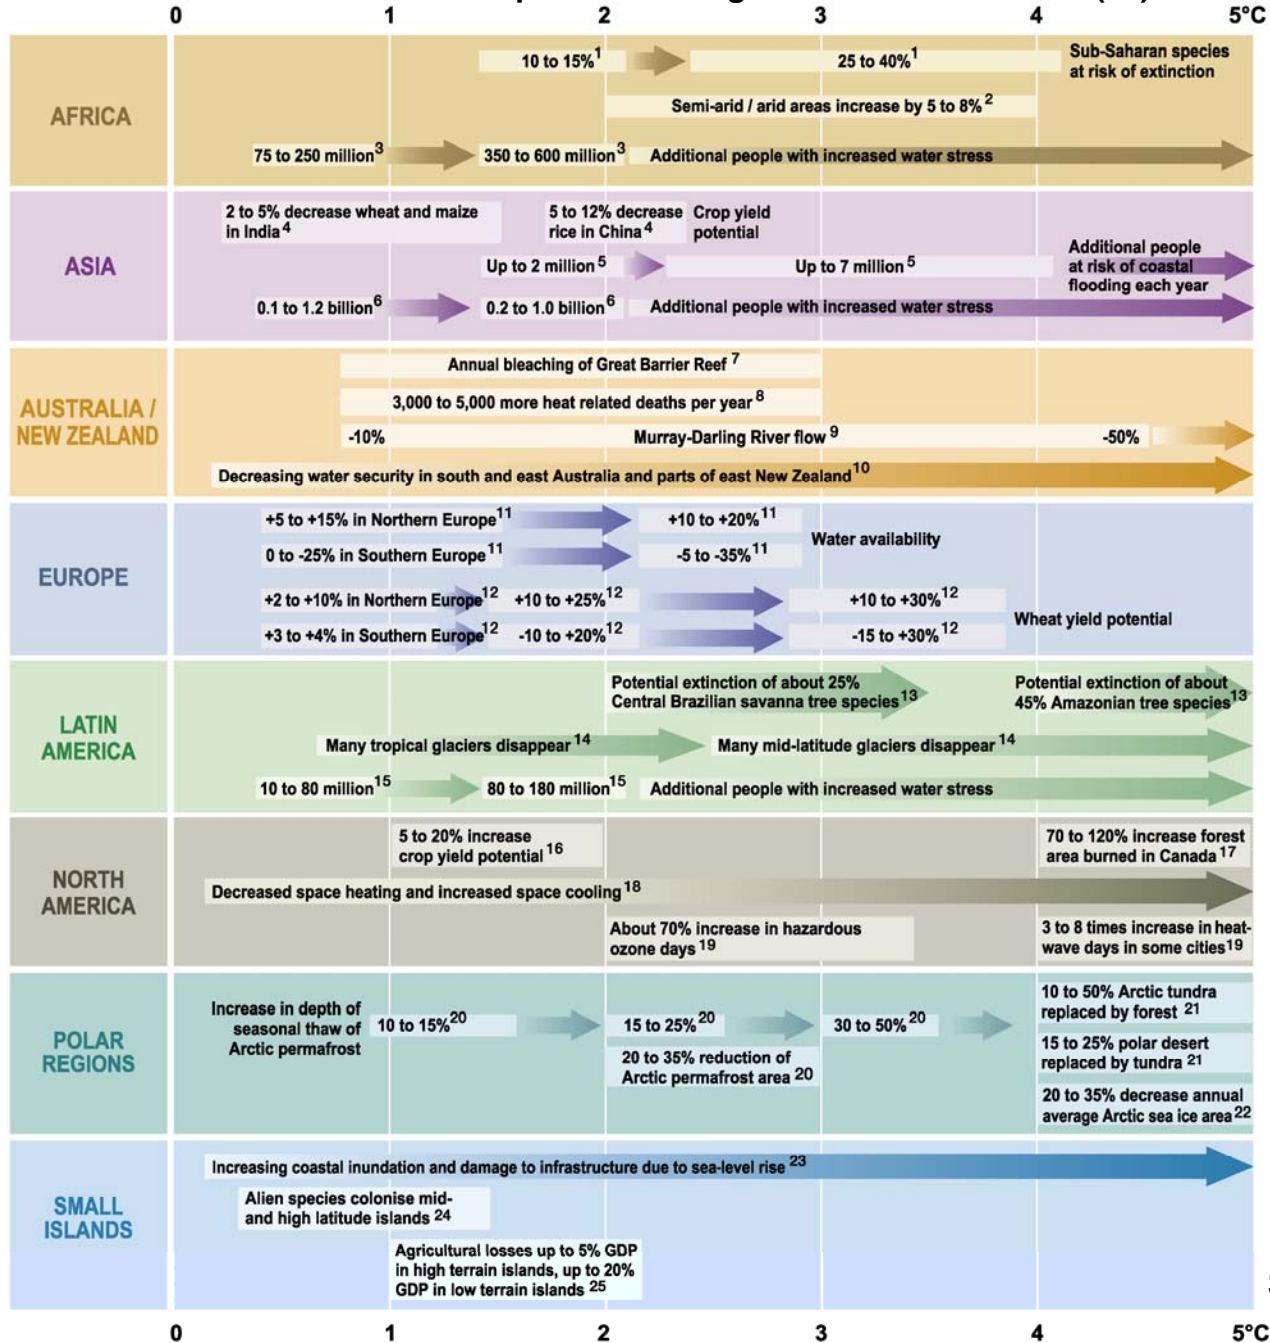 0 1 2 3 4 5°C
AFRICA
10 to 15%1
25 to 40%1
Sub-Saharan species
at risk of extinction
Semi-arid / arid areas increase by 5 to 8%2
75 to 250 million3
350 to 600 million3
Additional people with increased water stress
ASIA
2 to 5% decrease wheat and maize
in India4
5 to 12% decrease
rice in China4
Crop yield
potential
Up to 2 million5
Up to 7 million5
Additional people
at risk of coastal
flooding each year
0.1 to 1.2 billion6
0.2 to 1.0 billion6
Additional people with increased water stress
AUSTRALIA /
NEW ZEALAND
Annual bleaching of Great Barrier Reef7
3,000 to 5,000 more heat related deaths per year8
-10%
Murray-Darling River flow9
-50%
Decreasing water security in south and east Australia and parts of east New Zealand10
EUROPE
+5 to +15% in Northern Europe11
+10 to +20%11
0 to -25% in Southern Europe11
-5 to -35%11
Water availability
+2 to +10% in Northern Europe12
+10 to +25%12
+10 to +30%12
+3 to +4% in Southern Europe12
-10 to +20%12
-15 to +30%12
Wheat yield potential
LATIN
AMERICA
Potential extinction of about 25%
Central Brazilian savanna tree species13
Potential extinction of about
45% Amazonian tree species13
Many tropical glaciers disappear14
Many mid-latitude glaciers disappear14
10 to 80 million15
80 to 180 million15
Additional people with increased water stress
NORTH
AMERICA
5 to 20% increase
crop yield potential16
70 to 120% increase forest
area burned in Canada17
Decreased space heating and increased space cooling18
About 70% increase in hazardous
ozone days19
3 to 8 times increase in heat-
wave days in some cities19
POLAR
REGIONS
Increase in depth of
seasonal thaw of
Arctic permafrost
10 to 15%20
15 to 25%20
30 to 50%20
20 to 35% reduction of
Arctic permafrost area20
10 to 50% Arctic tundra
replaced by forest21
15 to 25% polar desert
replaced by tundra21
20 to 35% decrease annual
average Arctic sea ice area22
SMALL
ISLANDS
Increasing coastal inundation and damage to infrastructure due to sea-level rise23
Alien species colonise mid-
and high latitude islands24
Agricultural losses up to 5% GDP
in high terrain islands, up to 20%
GDP in low terrain islands25
0 1 2 3 4 5°C